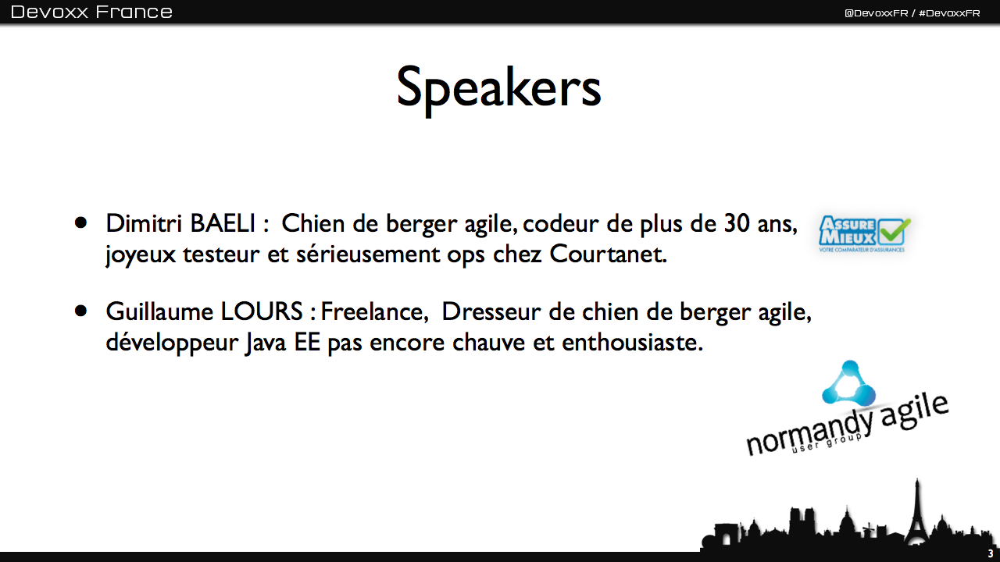 Devoxx France
@DevoxxFR / #DevoxxFR
Speakers
• Dimitri BAELI : Chien de berger agile, codeur de plus de 30 ans,
joyeux testeur et sérieusement ops chez Courtanet.
ASSURE
MIEUX
VOTRE COMPARATEUR D'ASSURANCES
• Guillaume LOURS : Freelance, Dresseur de chien de berger agile,
développeur Java EE pas encore chauve et enthousiaste.
normandy agile
user group
3